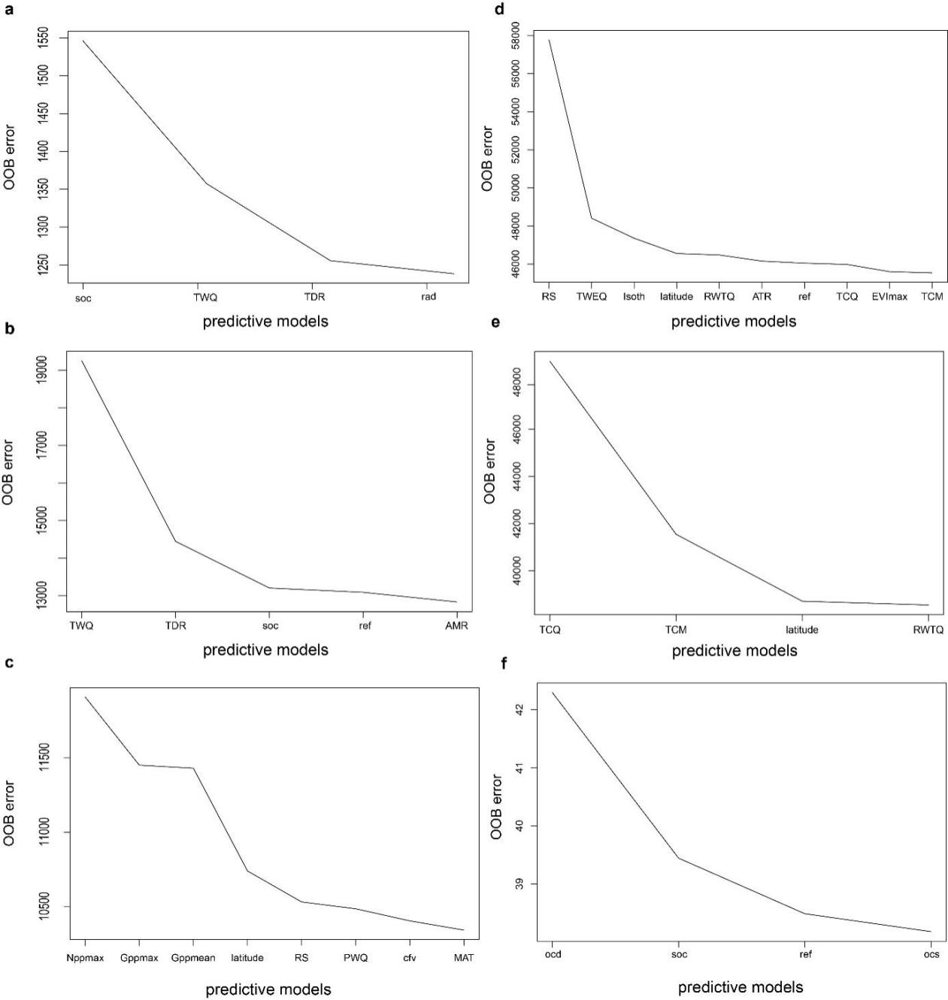 a
1550
1500
1450
1400
1350
1300
1250
OOB error
soc TWQ TDR rad
predictive models
b
19000
17000
15000
13000
OOB error
TWQ TDR soc ref AMR
predictive models
c
11500
11000
10500
OOB error
Nppmax Gppmax Gppmean latitude RS PWQ cfv MAT
predictive models
d
58000
56000
54000
52000
50000
48000
46000
OOB error
RS TWEQ Isoth latitude RWTQ ATR ref TCQ EVImax TCM
predictive models
e
48000
46000
44000
42000
40000
OOB error
TCQ TCM latitude RWTQ
predictive models
f
42
41
40
39
OOB error
ocd soc ref ocs
predictive models